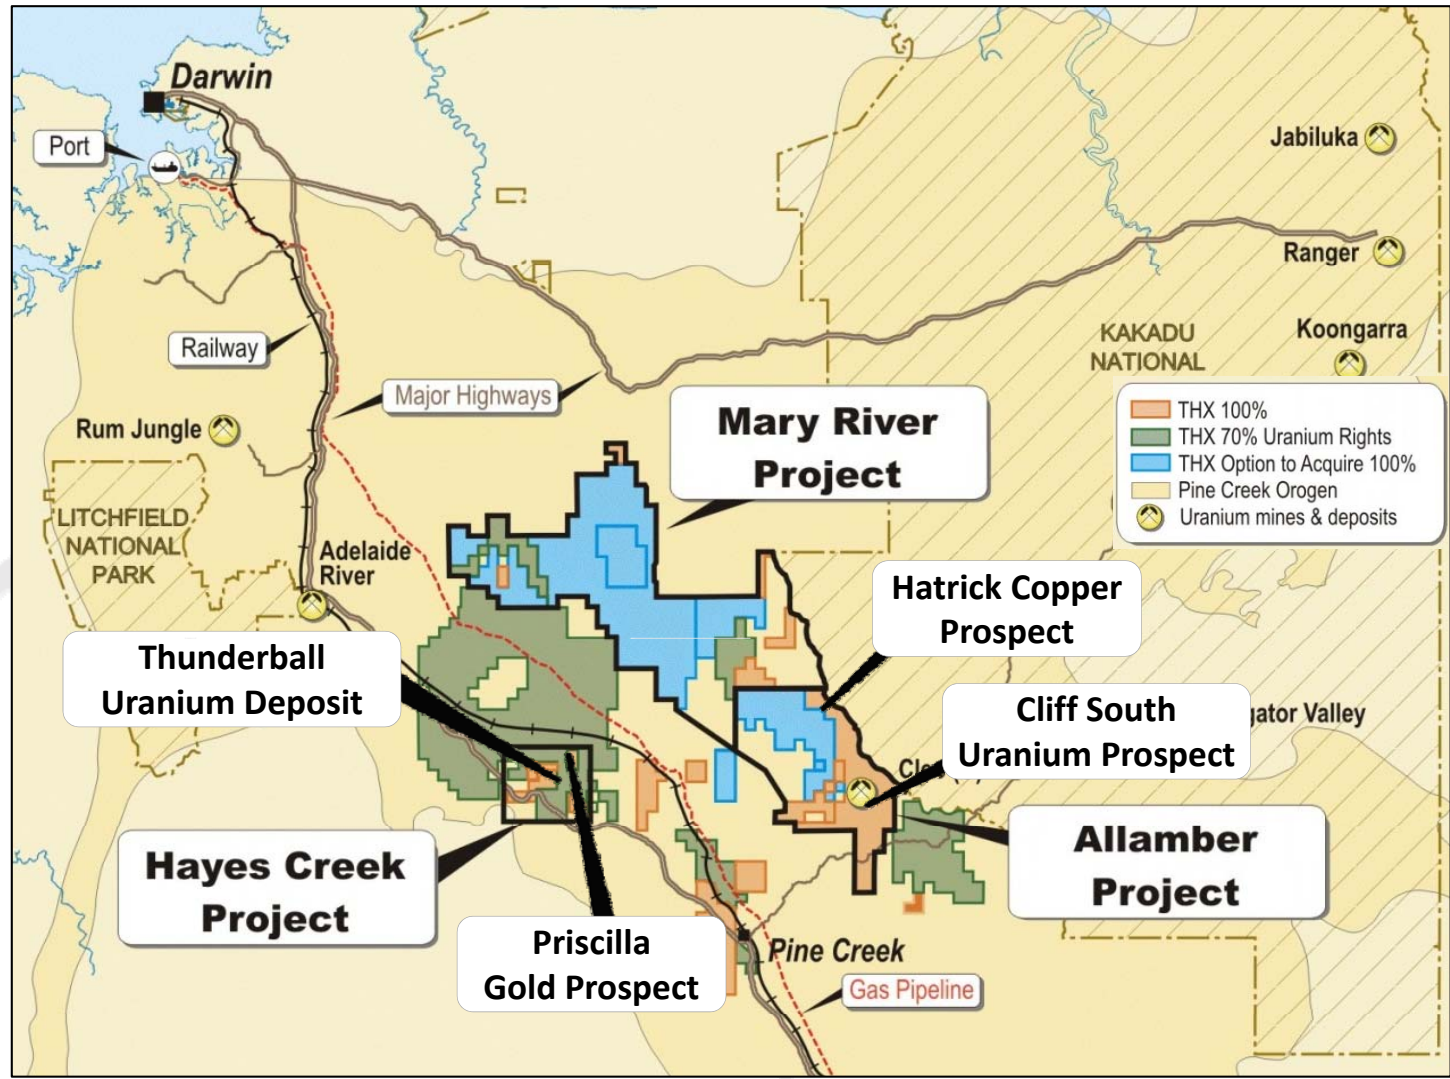 Darwin
Port
Jabiluka
Ranger
KAKADU
NATIONAL
Koongarra
Railway
Major Highways
Mary River
Project
THX 100%
THX 70% Uranium Rights
THX Option to Acquire 100%
Pine Creek Orogen
Uranium mines & deposits
Rum Jungle
LITCHFIELD
NATIONAL
PARK
Adelaide
River
Hatrick Copper
Prospect
Thunderball
Uranium Deposit
Cliff South
Uranium Prospect
gator Valley
Hayes Creek
Project
Allamber
Project
Priscilla
Gold Prospect
Pine Creek
Gas Pipeline